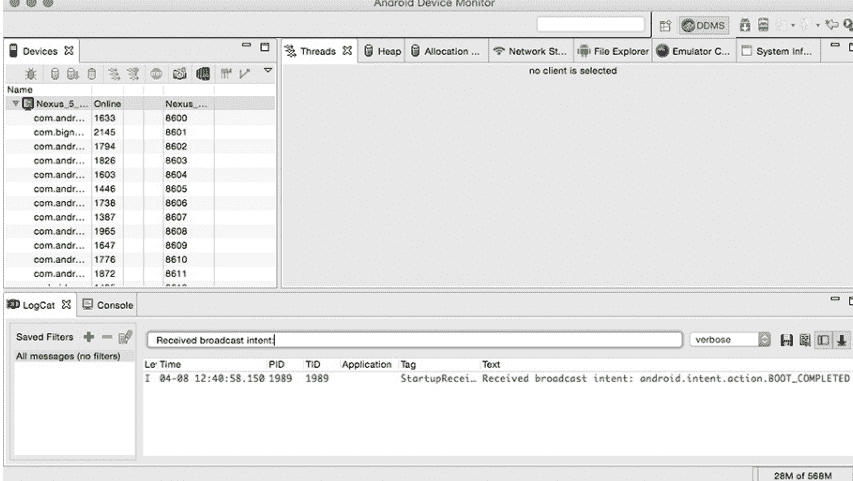 Android Device Monitor
DDMS
Devices
Threads Heap Allocation ... Network St... File Explorer Emulator C... System Inf...
no client is selected
Name
Nexus_5_... Online Nexus_...
com.andr... 1633 8600
com.bign... 2145 8601
com.andr... 1794 8602
com.andr... 1826 8603
com.andr... 1603 8604
com.andr... 1446 8605
com.andr... 1738 8606
com.andr... 1387 8607
com.andr... 1965 8608
com.andr... 1647 8609
com.andr... 1776 8610
com.andr... 1872 8611
LogCat Console
Saved Filters
Received broadcast intent:
verbose
All messages (no filters)
Le Time PID TID Application Tag Text
I 04-08 12:40:58.150 1989 1989 StartupRecei... Received broadcast intent: android.intent.action.BOOT_COMPLETED
28M of 568M